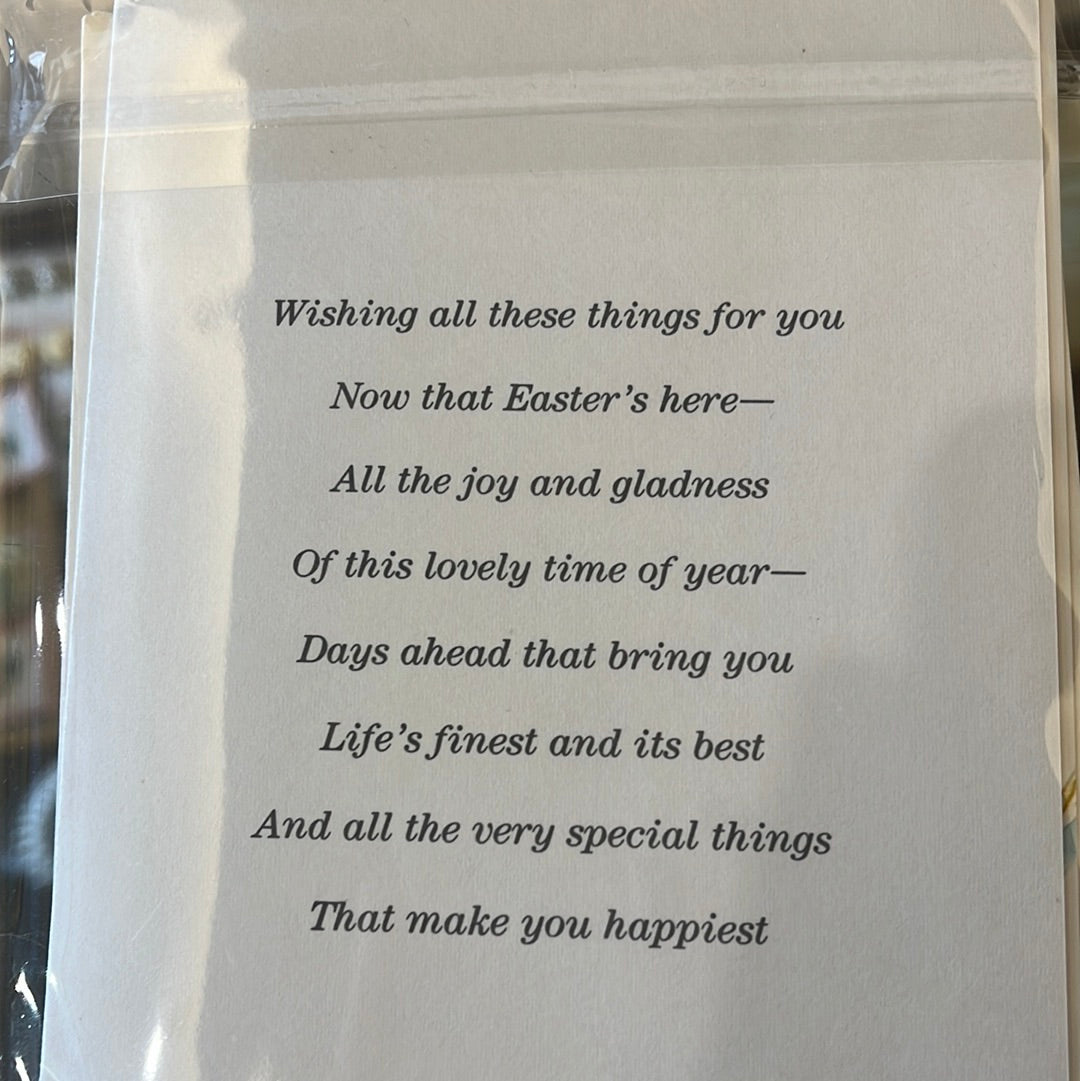 Wishing all these things for you
Now that Easter's here—
All the joy and gladness
Of this lovely time of year—
Days ahead that bring you
Life's finest and its best
And all the very special things
That make you happiest